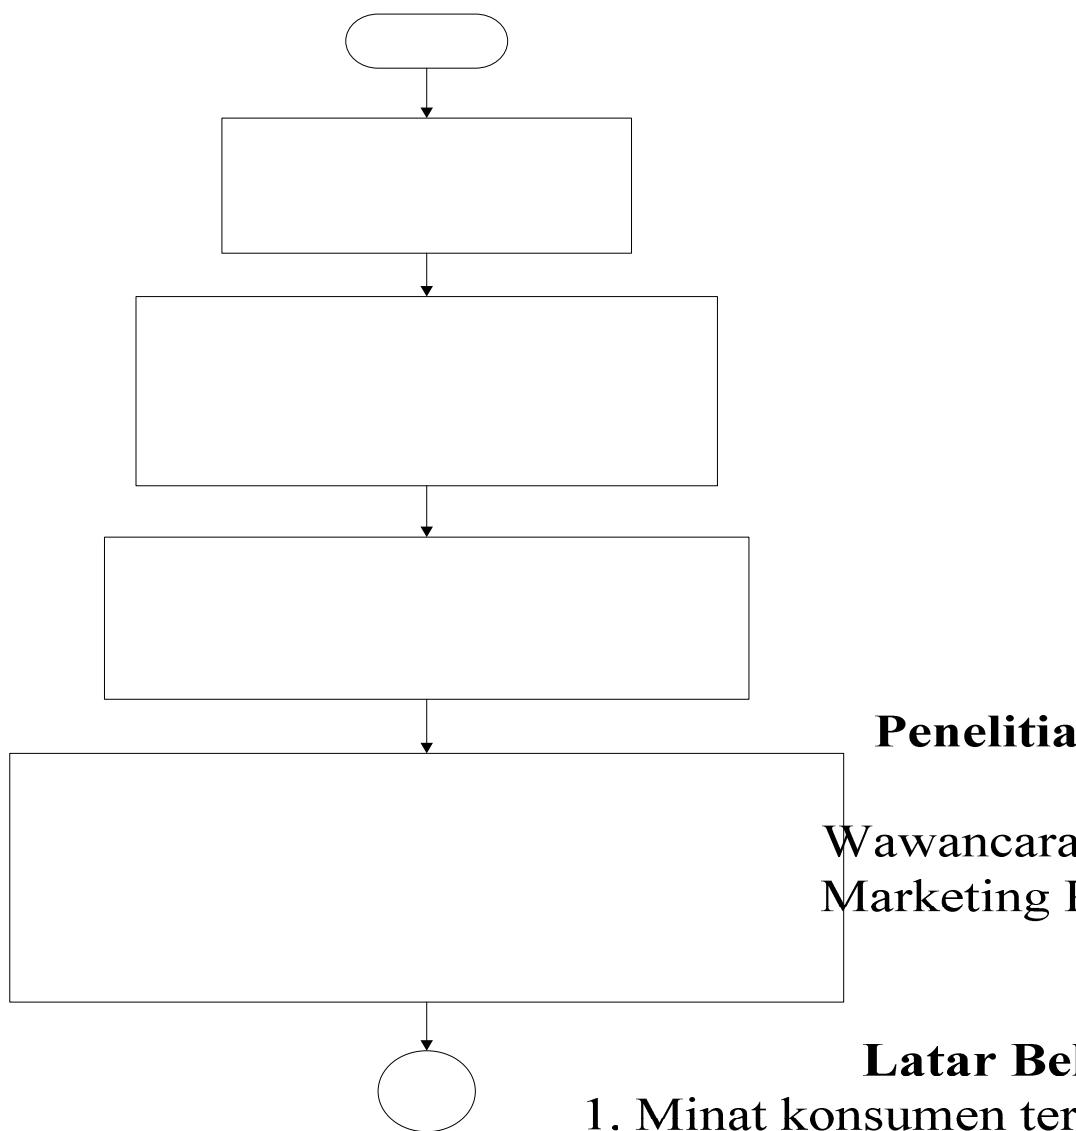 Penelitia
Wawancara
Marketing
Latar Bel
1. Minat konsumen ter